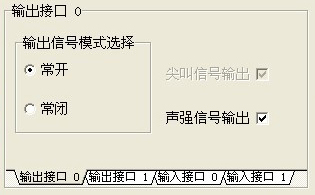 输出接口 0
输出信号模式选择
常开
尖叫信号输出
常闭
声强信号输出
输出接口 0 输出接口 1 输入接口 0 输入接口 1